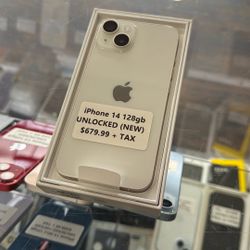 iPhone 14 128gb
UNLOCKED (NEW)
$679.99 + TAX